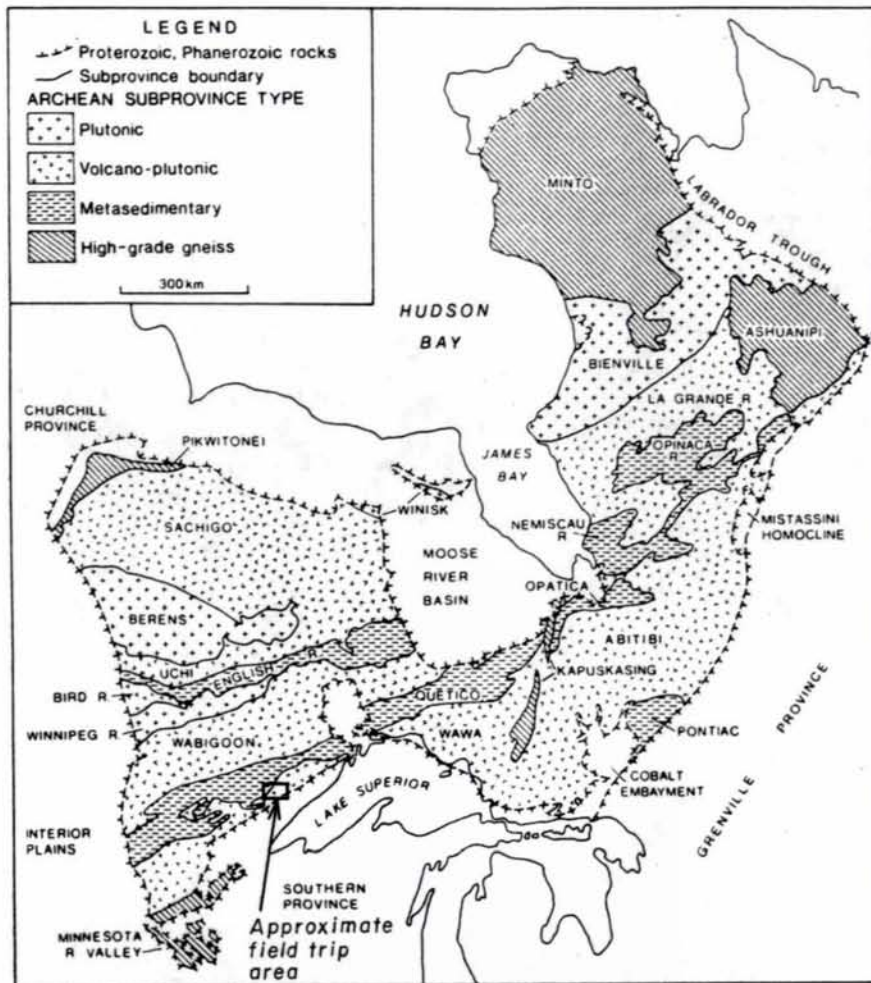 LEGEND
Proterozoic, Phanerozoic rocks
Subprovince boundary
ARCHEAN SUBPROVINCE TYPE
Plutonic
Volcano-plutonic
Metasedimentary
High-grade gneiss
300 km
MINTO
LABRADOR TROUGH
HUDSON
BAY
ASHUANIPI
BIENVILLE
LA GRANDE R
CHURCHILL
PROVINCE
PIKWITONEI
OPINACA
R
JAMES
BAY
WINISK
SACHIGO
NEMISCAU
R
MISTASSINI
HOMOCLINE
MOOSE
RIVER
BASIN
OPATICA
BERENS
ABITIBI
UCHI
ENGLISH R.
KAPUSKASING
BIRD R.
QUETICO
WINNIPEG R.
WABIGOON
WAWA
PONTIAC
GRENVILLE PROVINCE
COBALT
EMBAYMENT
LAKE SUPERIOR
INTERIOR
PLAINS
SOUTHERN
PROVINCE
MINNESOTA
R VALLEY
Approximate
field trip
area